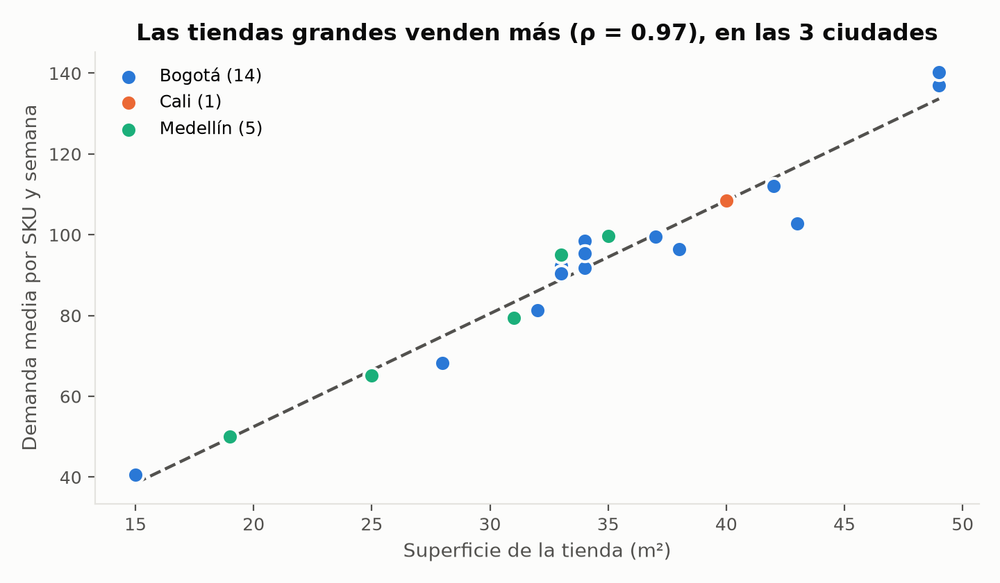 Las tiendas grandes venden más (ρ = 0.97), en las 3 ciudades
Bogotá (14)
Cali (1)
Medellín (5)
Demanda media por SKU y semana
140
120
100
80
60
40
15 20 25 30 35 40 45 50
Superficie de la tienda (m²)